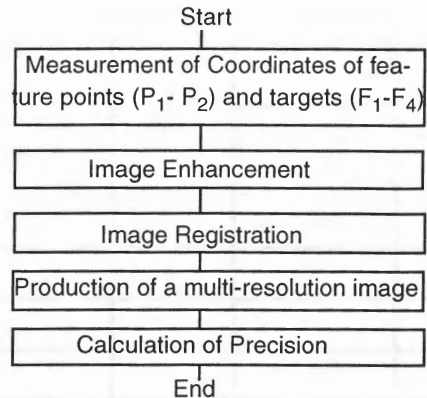 Start
Measurement of Coordinates of fea-
ture points (P₁- P₂) and targets (F₁-F₄)
Image Enhancement
Image Registration
Production of a multi-resolution image
Calculation of Precision
End